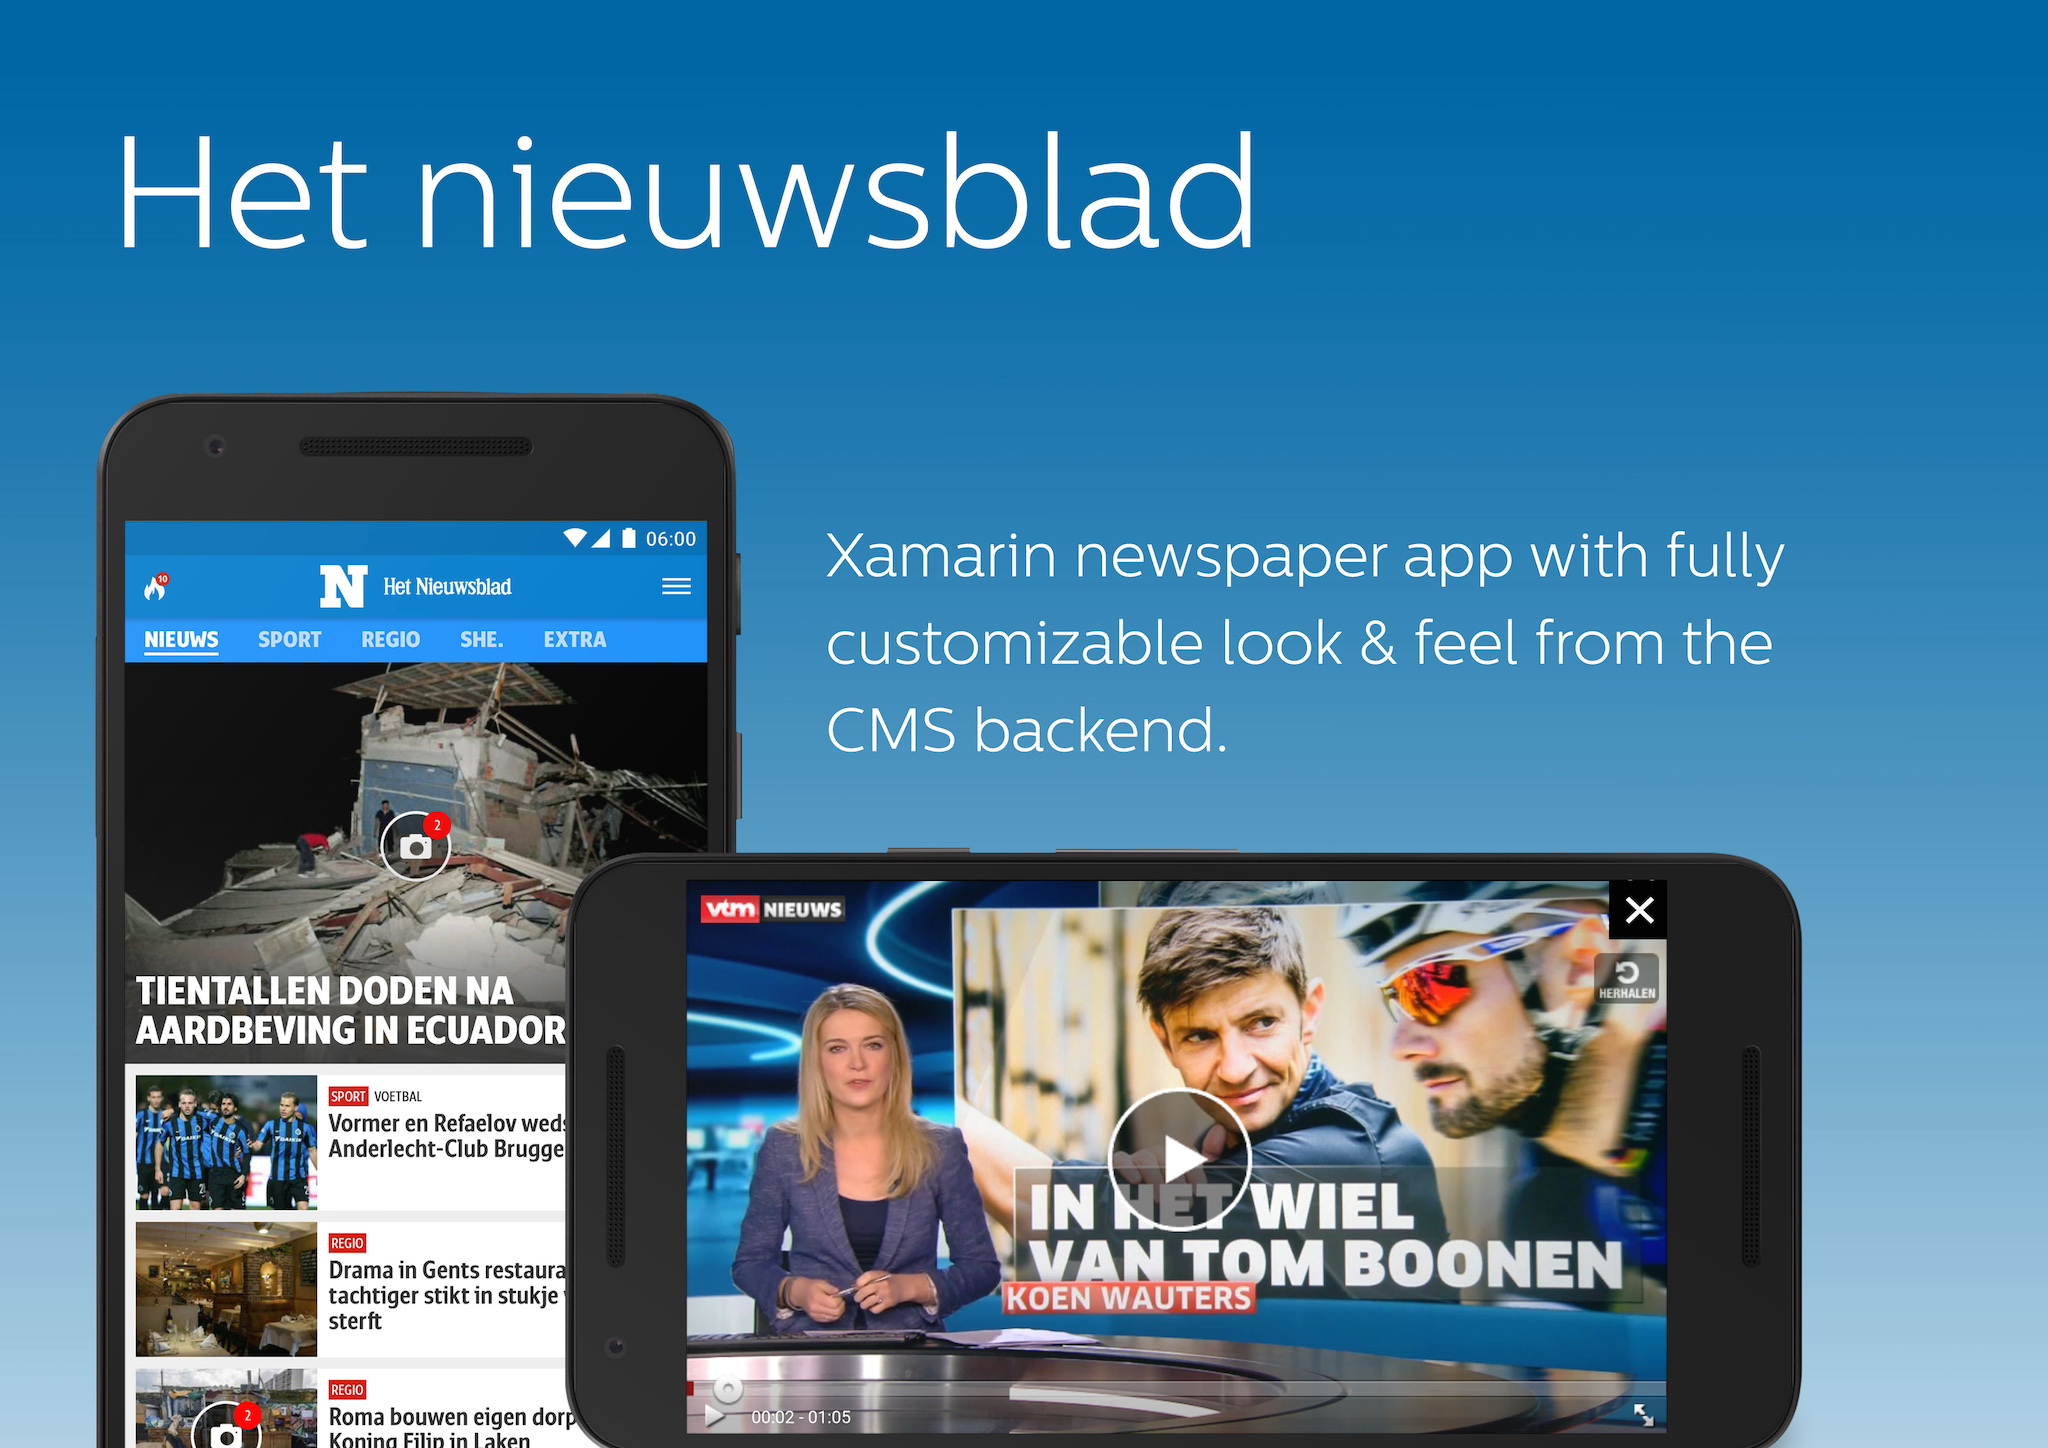 Het nieuwsblad
Xamarin newspaper app with fully
customizable look & feel from the
CMS backend.
06:00
10
N Het Nieuwsblad
NIEUWS SPORT REGIO SHE. EXTRA
2
TIENTALLEN DODEN NA
AARDBEVING IN ECUADOR
SPORT VOETBAL
Vormer en Refaelov weds
Anderlecht-Club Brugge
REGIO
Drama in Gents restaura
tachtiger stikt in stukje
sterft
2
REGIO
Roma bouwen eigen dorp
Koning Filip in Laken
vtm NIEUWS
HERHALEN
IN HET WIEL
VAN TOM BOONEN
KOEN WAUTERS
00:02 - 01:05